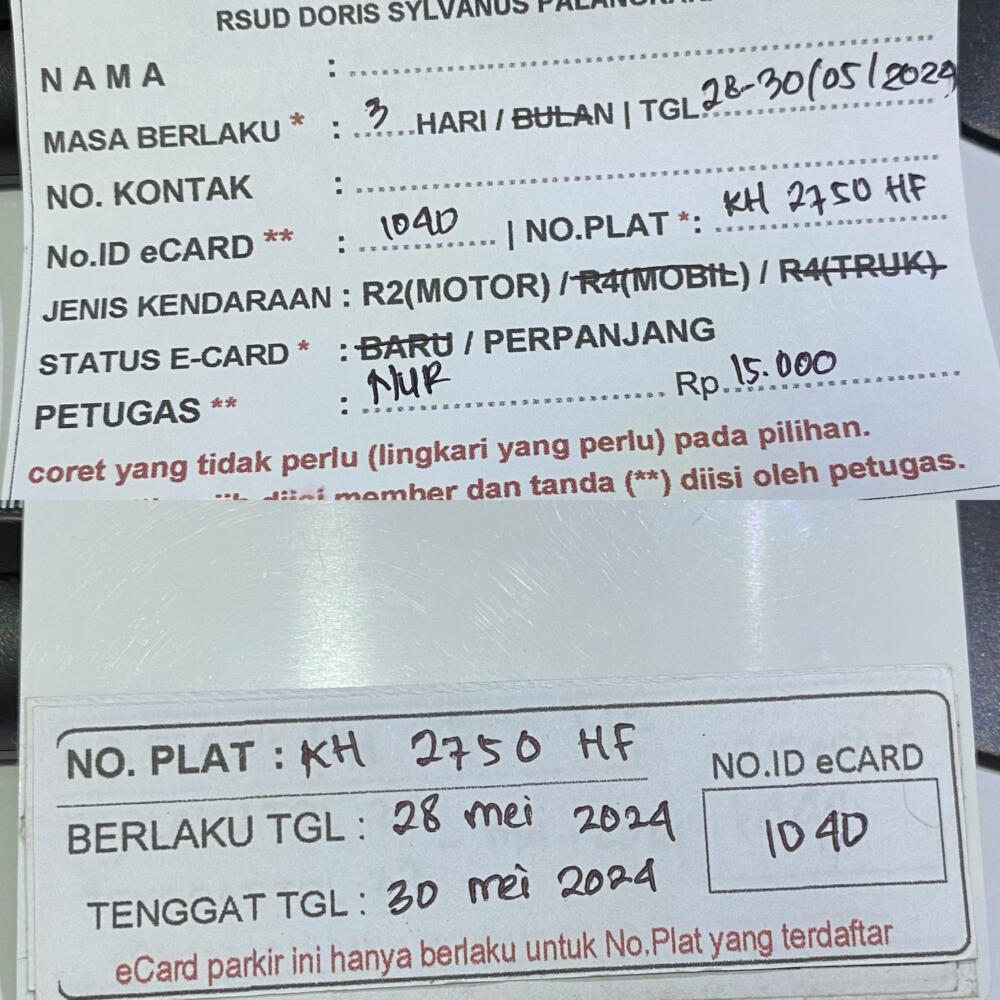 RSUD DORIS SYLVANUS
N A M A :
MASA BERLAKU * : 3 HARI / BULAN | TGL. 28-30/05/2024
NO. KONTAK :
No.ID eCARD ** : 1040 | NO.PLAT *: KH 2750 HF
JENIS KENDARAAN : R2(MOTOR) / R4(MOBIL) / R4(TRUK)
STATUS E-CARD * : BARU / PERPANJANG
PETUGAS ** : NUR Rp. 15.000
coret yang tidak perlu (lingkari yang perlu) pada pilihan.
diisi member dan tanda (**) diisi oleh petugas.
NO. PLAT : KH 2750 HF
NO.ID eCARD
BERLAKU TGL : 28 mei 2024
1040
TENGGAT TGL : 30 mei 2024
eCard parkir ini hanya berlaku untuk No.Plat yang terdaftar